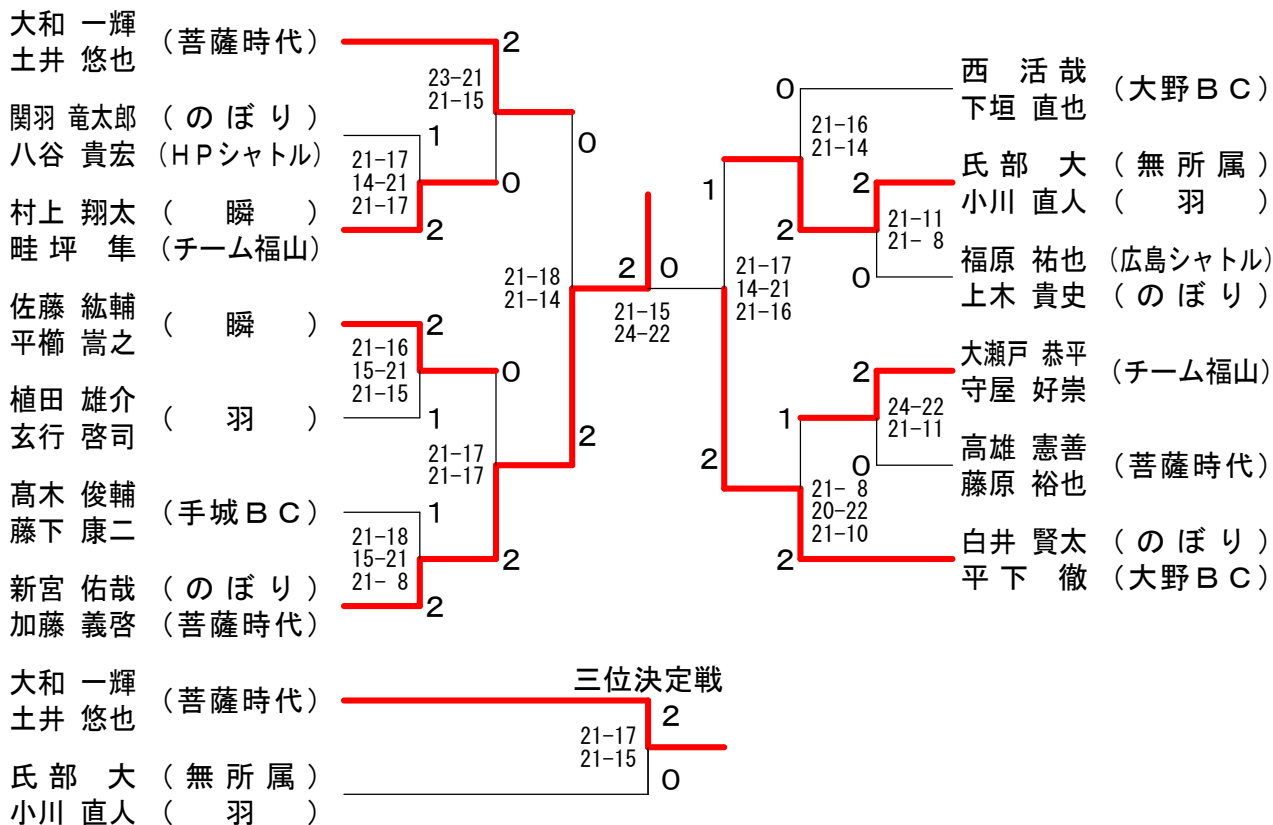 大和 一輝
土井 悠也
(菩薩時代)
2
23-21
21-15
関羽 竜太郎 (のぼり)
八谷 貴宏 (HPシャトル)
1
21-17
14-21
21-17
0
村上 翔太 (瞬)
畦坪 隼 (チーム福山)
2
0
佐藤 紘輔
平櫛 嵩之
(瞬)
2
21-16
15-21
21-15
0
植田 雄介
玄行 啓司
(羽)
1
21-17
21-17
髙木 俊輔
藤下 康二
(手城BC)
1
21-18
15-21
21- 8
2
新宮 佑哉 (のぼり)
加藤 義啓 (菩薩時代)
2
21-18
21-14
2
2
0
21-15
24-22
西 活哉
下垣 直也
(大野BC)
0
21-16
21-14
氏部 大 (無所属)
小川 直人 (羽)
2
2
21-11
21- 8
福原 祐也 (広島シャトル)
上木 貴史 (のぼり)
0
1
21-17
14-21
21-16
大瀬戸 恭平
守屋 好崇
(チーム福山)
2
24-22
21-11
1
高雄 憲善
藤原 裕也
(菩薩時代)
0
2
21- 8
20-22
21-10
白井 賢太 (のぼり)
平下 徹 (大野BC)
2
三位決定戦
大和 一輝
土井 悠也
(菩薩時代)
2
21-17
21-15
氏部 大 (無所属)
小川 直人 (羽)
0